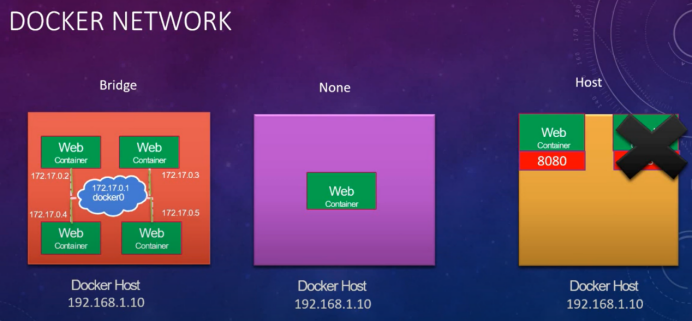 DOCKER NETWORK
Bridge
None
Host
Web
Container
Web
Container
172.17.0.2
172.17.0.3
172.17.0.1
docker0
172.17.0.4
172.17.0.5
Web
Container
Web
Container
Docker Host
192.168.1.10
Web
Container
Docker Host
192.168.1.10
Web
Container
8080
Docker Host
192.168.1.10